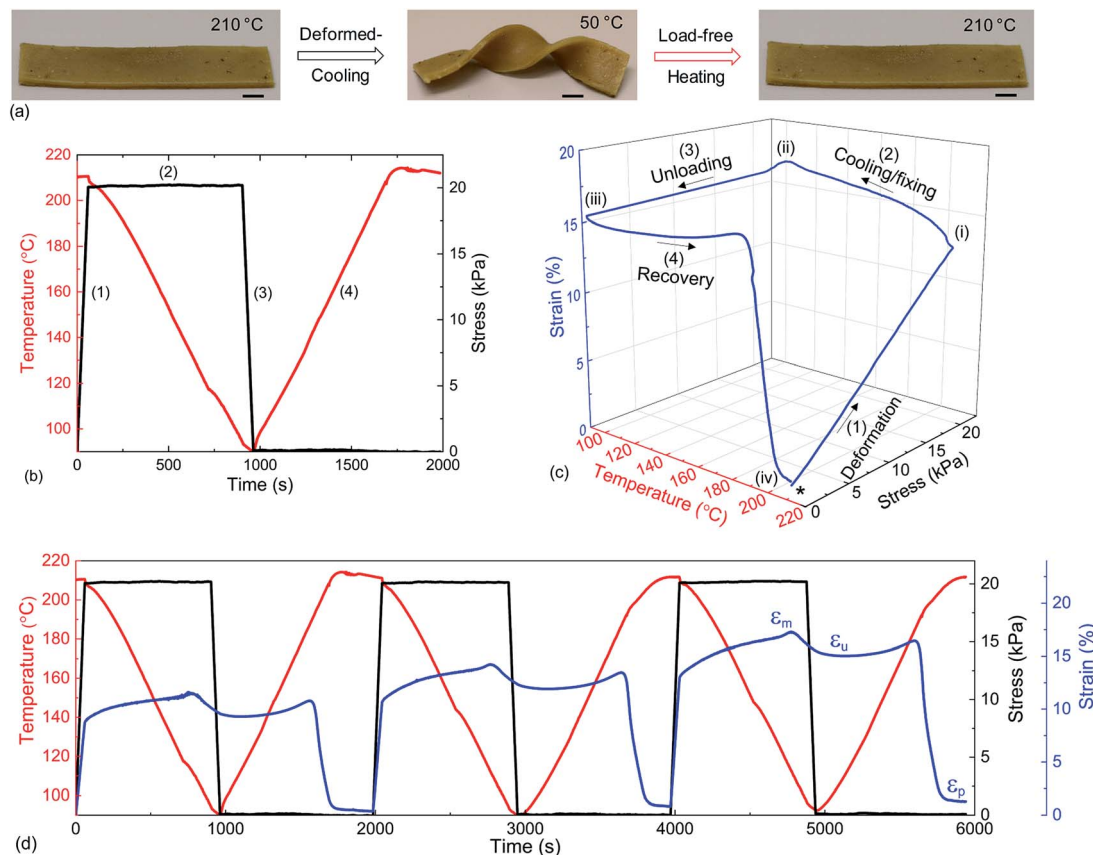 210 °C
Deformed-
Cooling
50 °C
Load-free
Heating
210 °C
(a)
220
200
180
160
140
120
100
Temperature (°C)
(1)
(2)
(3)
(4)
20
15
10
5
0
Stress (kPa)
0 500 1000 1500 2000
Time (s)
(b)
20
15
10
5
0
Strain (%)
(3)
Unloading
(ii)
(2)
Cooling/fixing
(iii)
(i)
(4)
Recovery
(1)
Deformation
(iv)
*
100 120 140 160 180 200 220
Temperature (°C)
0 5 10 15 20
Stress (kPa)
(c)
220
200
180
160
140
120
100
Temperature (°C)
εm
εu
εp
20
15
10
5
0
Stress (kPa)
20
15
10
5
0
Strain (%)
0 1000 2000 3000 4000 5000 6000
Time (s)
(d)